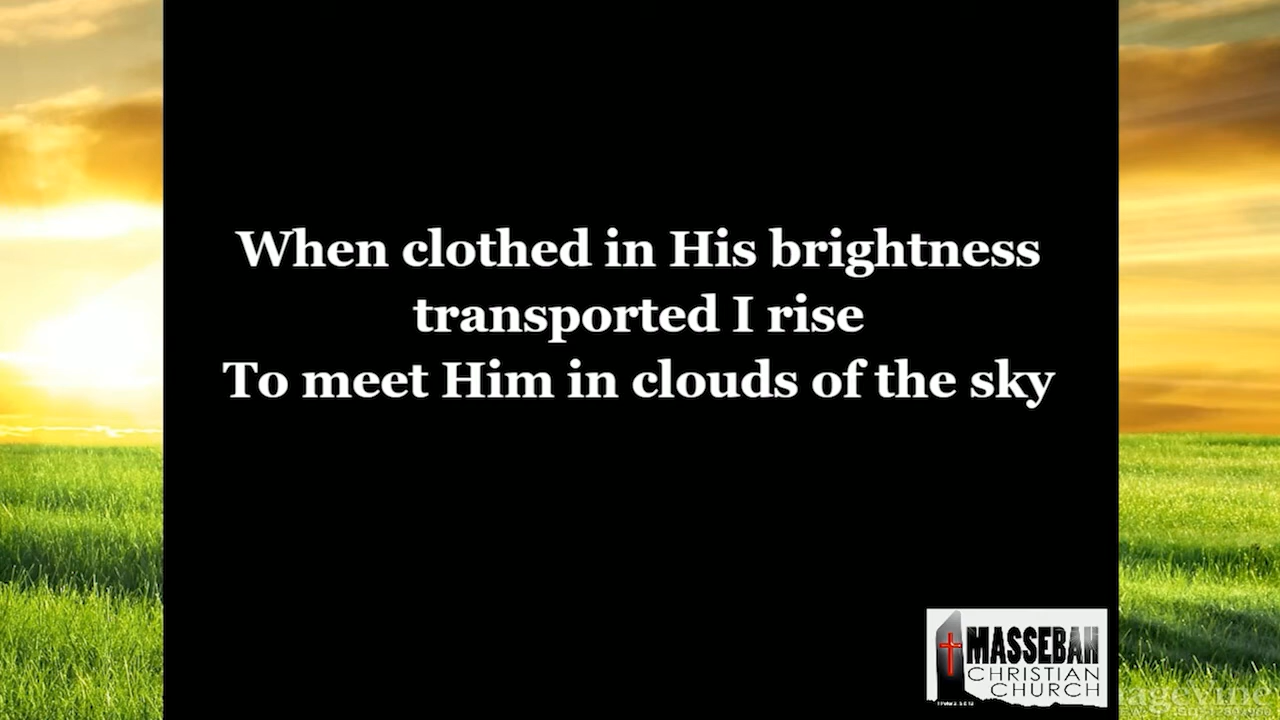 When clothed in His brightness
transported I rise
To meet Him in clouds of the sky
MASSEBAH
CHRISTIAN
CHURCH